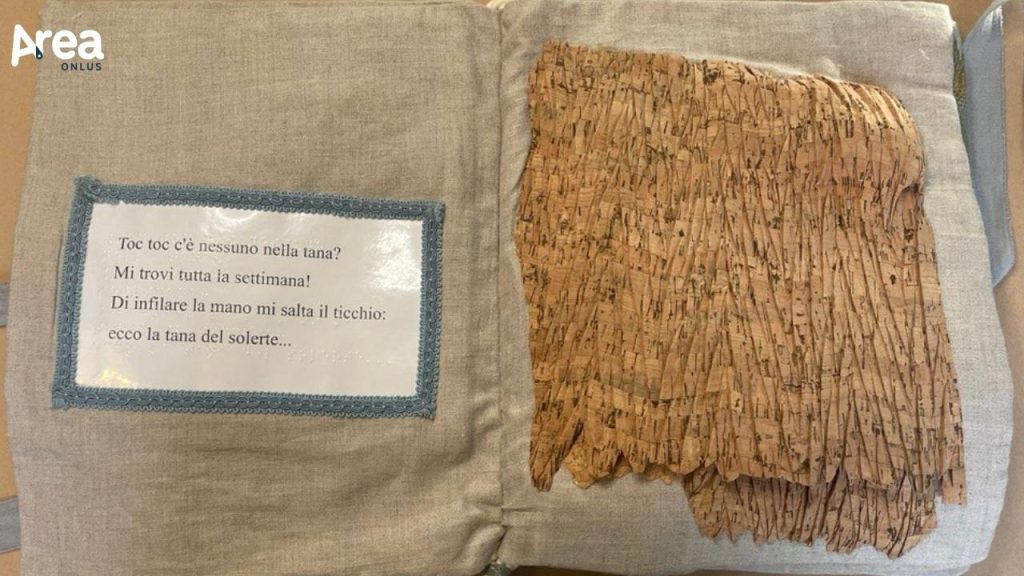 Area
ONLUS
Toc toc c'è nessuno nella tana?
Mi trovi tutta la settimana!
Di infilare la mano mi salta il ticchio:
ecco la tana del solerte...